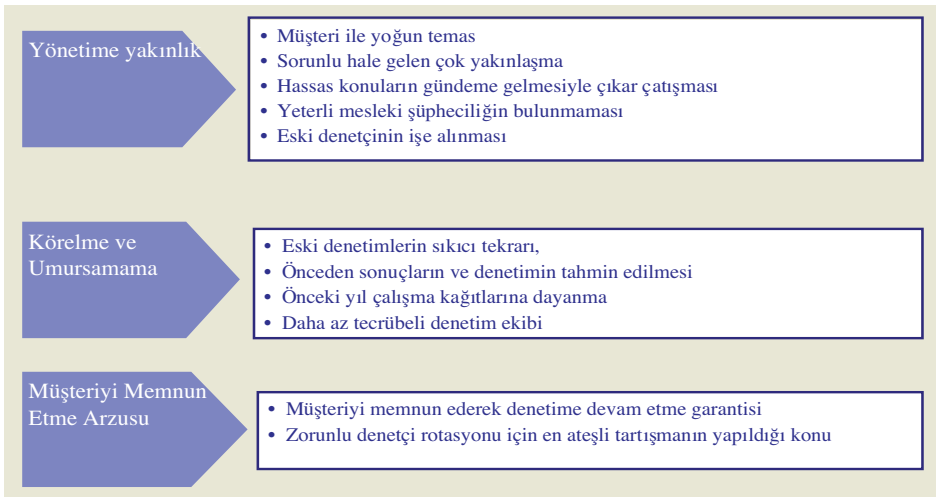 Yönetime yakınlık
• Müşteri ile yoğun temas
• Sorunlu hale gelen çok yakınlaşma
• Hassas konuların gündeme gelmesiyle çıkar çatışması
• Yeterli mesleki şüpheciliğin bulunmaması
• Eski denetçinin işe alınması
Körelme ve
Umursamama
• Eski denetimlerin sıkıcı tekrarı,
• Önceden sonuçların ve denetimin tahmin edilmesi
• Önceki yıl çalışma kağıtlarına dayanma
• Daha az tecrübeli denetim ekibi
Müşteriyi Memnun
Etme Arzusu
• Müşteriyi memnun ederek denetime devam etme garantisi
• Zorunlu denetçi rotasyonu için en ateşli tartışmanın yapıldığı konu